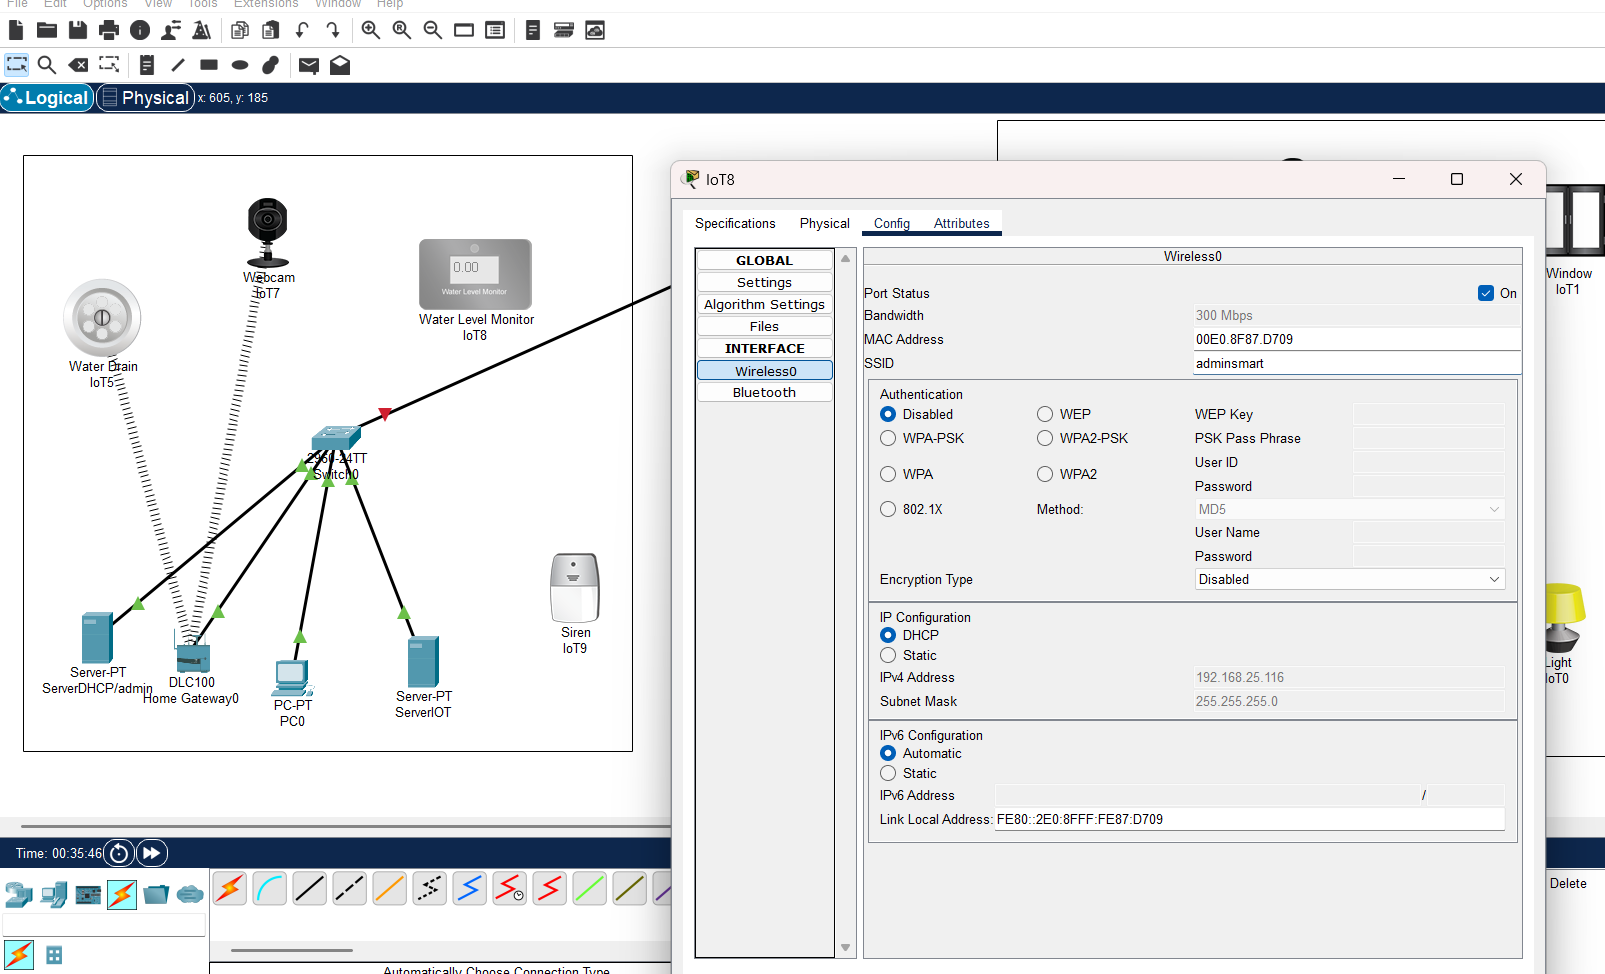 File Edit Options View Tools Extensions Window Help
Logical Physical x: 605, y: 185
Webcam
IoT7
0.00
Water Level Monitor
Water Level Monitor
IoT8
Water Drain
IoT5
2960-24TT
Switch0
Siren
IoT9
Server-PT
ServerDHCP/admin
DLC100
Home Gateway0
PC-PT
PC0
Server-PT
ServerIOT
IoT8
Specifications Physical Config Attributes
GLOBAL
Settings
Algorithm Settings
Files
INTERFACE
Wireless0
Bluetooth
Wireless0
Port Status On
Bandwidth 300 Mbps
MAC Address 00E0.8F87.D709
SSID adminsmart
Authentication
Disabled WEP WEP Key
WPA-PSK WPA2-PSK PSK Pass Phrase
User ID
WPA WPA2
Password
802.1X Method: MD5
User Name
Password
Encryption Type Disabled
IP Configuration
DHCP
Static
IPv4 Address 192.168.25.116
Subnet Mask 255.255.255.0
IPv6 Configuration
Automatic
Static
IPv6 Address /
Link Local Address: FE80::2E0:8FFF:FE87:D709
Window
IoT1
Light
IoT0
Time: 00:35:46
Delete
Automatically Choose Connection Type